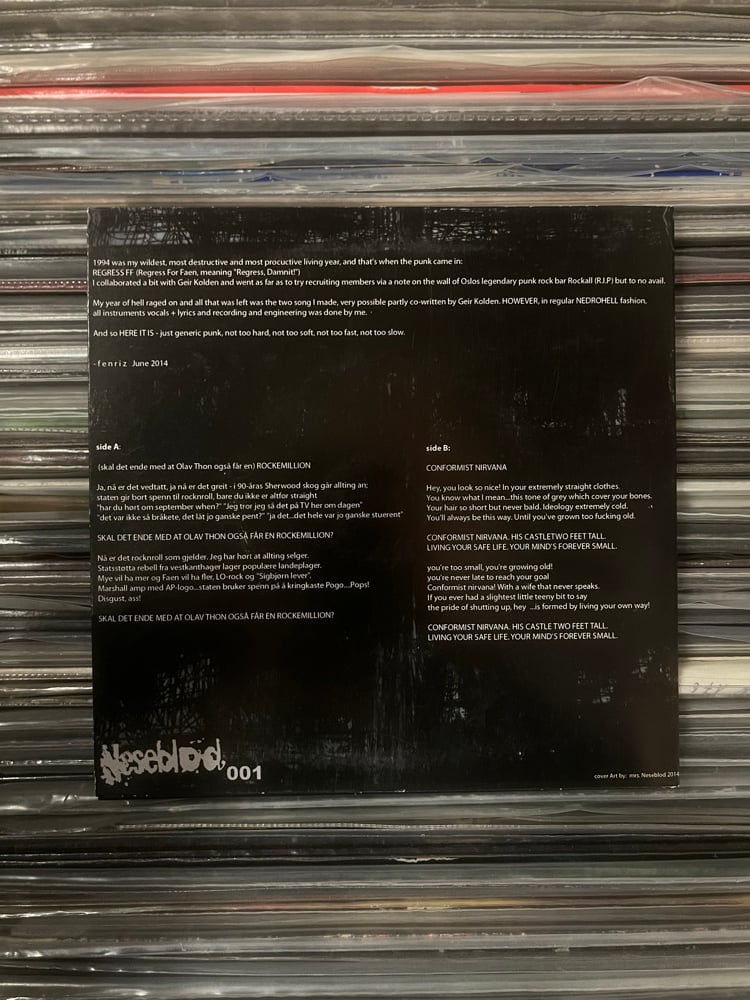 1994 was my wildest, most destructive and most procuctive living year, and that's when the punk came in:
REGRESS FF (Regress For Faen, meaning "Regress, Damnit!")
I collaborated a bit with Geir Kolden and went as far as to try recruiting members via a note on the wall of Oslos legendary punk rock bar Rockall (R.I.P) but to no avail.
My year of hell raged on and all that was left was the two song I made, very possible partly co-written by Geir Kolden. HOWEVER, in regular NEDROHELL fashion,
all instruments vocals + lyrics and recording and engineering was done by me.
And so HERE IT IS - just generic punk, not too hard, not too soft, not too fast, not too slow.
- f e n r i z June 2014
side A:
(skal det ende med at Olav Thon også får en) ROCKEMILLION
Ja, nå er det vedtatt, ja nå er det greit - i 90-åras Sherwood skog går allting an;
staten gir bort spenn til rocknroll, bare du ikke er altfor straight
"har du hørt om september when?" "Jeg tror jeg så det på TV her om dagen"
"det var ikke så bråkete, det låt jo ganske pent?" "ja det...det hele var jo ganske stuerent"
SKAL DET ENDE MED AT OLAV THON OGSÅ FÅR EN ROCKEMILLION?
Nå er det rocknroll som gjelder. Jeg har hørt at allting selger.
Statsstøtta rebell fra vestkanthager lager populære landeplager.
Mye vil ha mer og Faen vil ha fler, LO-rock og "Sigbjørn lever",
Marshall amp med AP-logo...staten bruker spenn på å kringkaste Pogo...Pops!
Disgust, ass!
SKAL DET ENDE MED AT OLAV THON OGSÅ FÅR EN ROCKEMILLION?
side B:
CONFORMIST NIRVANA
Hey, you look so nice! In your extremely straight clothes.
You know what I mean...this tone of grey which cover your bones.
Your hair so short but never bald. Ideology extremely cold.
You'll always be this way. Until you've grown too fucking old.
CONFORMIST NIRVANA. HIS CASTLETWO FEET TALL.
LIVING YOUR SAFE LIFE. YOUR MIND'S FOREVER SMALL.
you're too small, you're growing old!
you're never late to reach your goal
Conformist nirvana! With a wife that never speaks.
If you ever had a slightest little teeny bit to say
the pride of shutting up, hey ...is formed by living your own way!
CONFORMIST NIRVANA. HIS CASTLE TWO FEET TALL.
LIVING YOUR SAFE LIFE. YOUR MIND'S FOREVER SMALL.
Neseblod 001
cover Art by: mrs. Neseblod 2014